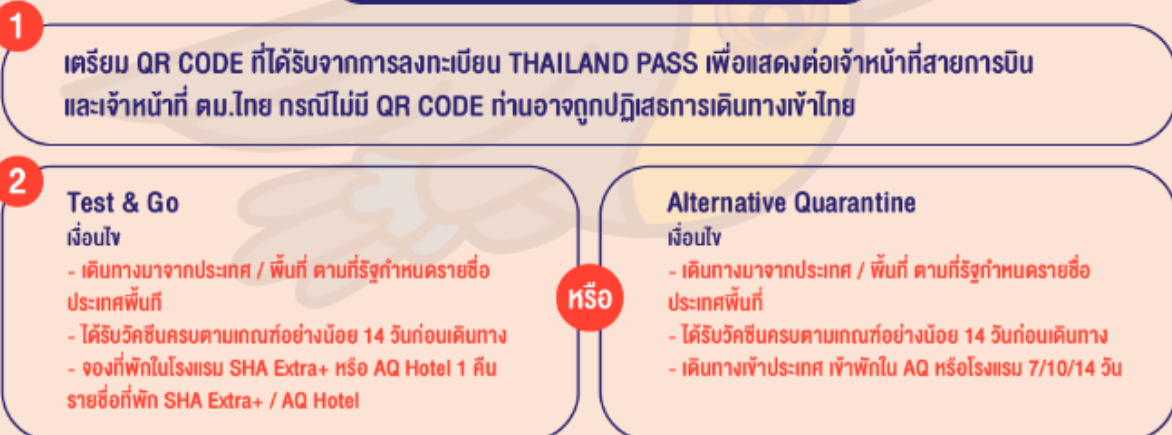 1
เตรียม QR CODE ที่ได้รับจากการลงทะเบียน THAILAND PASS เพื่อแสดงต่อเจ้าหน้าที่สายการบิน
และเจ้าหน้าที่ ตม.ไทย กรณีไม่มี QR CODE ท่านอาจถูกปฏิเสธการเดินทางเข้าไทย
2
Test & Go
เงื่อนไข
- เดินทางมาจากประเทศ / พื้นที่ ตามที่รัฐกำหนดรายชื่อ
ประเทศพื้นที่
- ได้รับวัคซีนครบตามเกณฑ์อย่างน้อย 14 วันก่อนเดินทาง
- จองที่พักในโรงแรม SHA Extra+ หรือ AQ Hotel 1 คืน
รายชื่อที่พัก SHA Extra+ / AQ Hotel
หรือ
Alternative Quarantine
เงื่อนไข
- เดินทางมาจากประเทศ / พื้นที่ ตามที่รัฐกำหนดรายชื่อ
ประเทศพื้นที่
- ได้รับวัคซีนครบตามเกณฑ์อย่างน้อย 14 วันก่อนเดินทาง
- เดินทางเข้าประเทศ เข้าพักใน AQ หรือโรงแรม 7/10/14 วัน